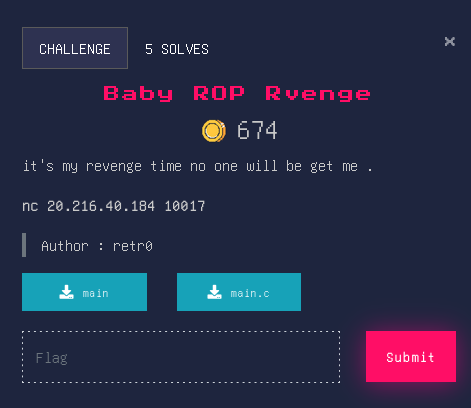 CHALLENGE 5 SOLVES ×
Baby ROP Rvenge
674
it's my revenge time no one will be get me .
nc 20.216.40.184 10017
Author : retr0
main main.c
Flag Submit